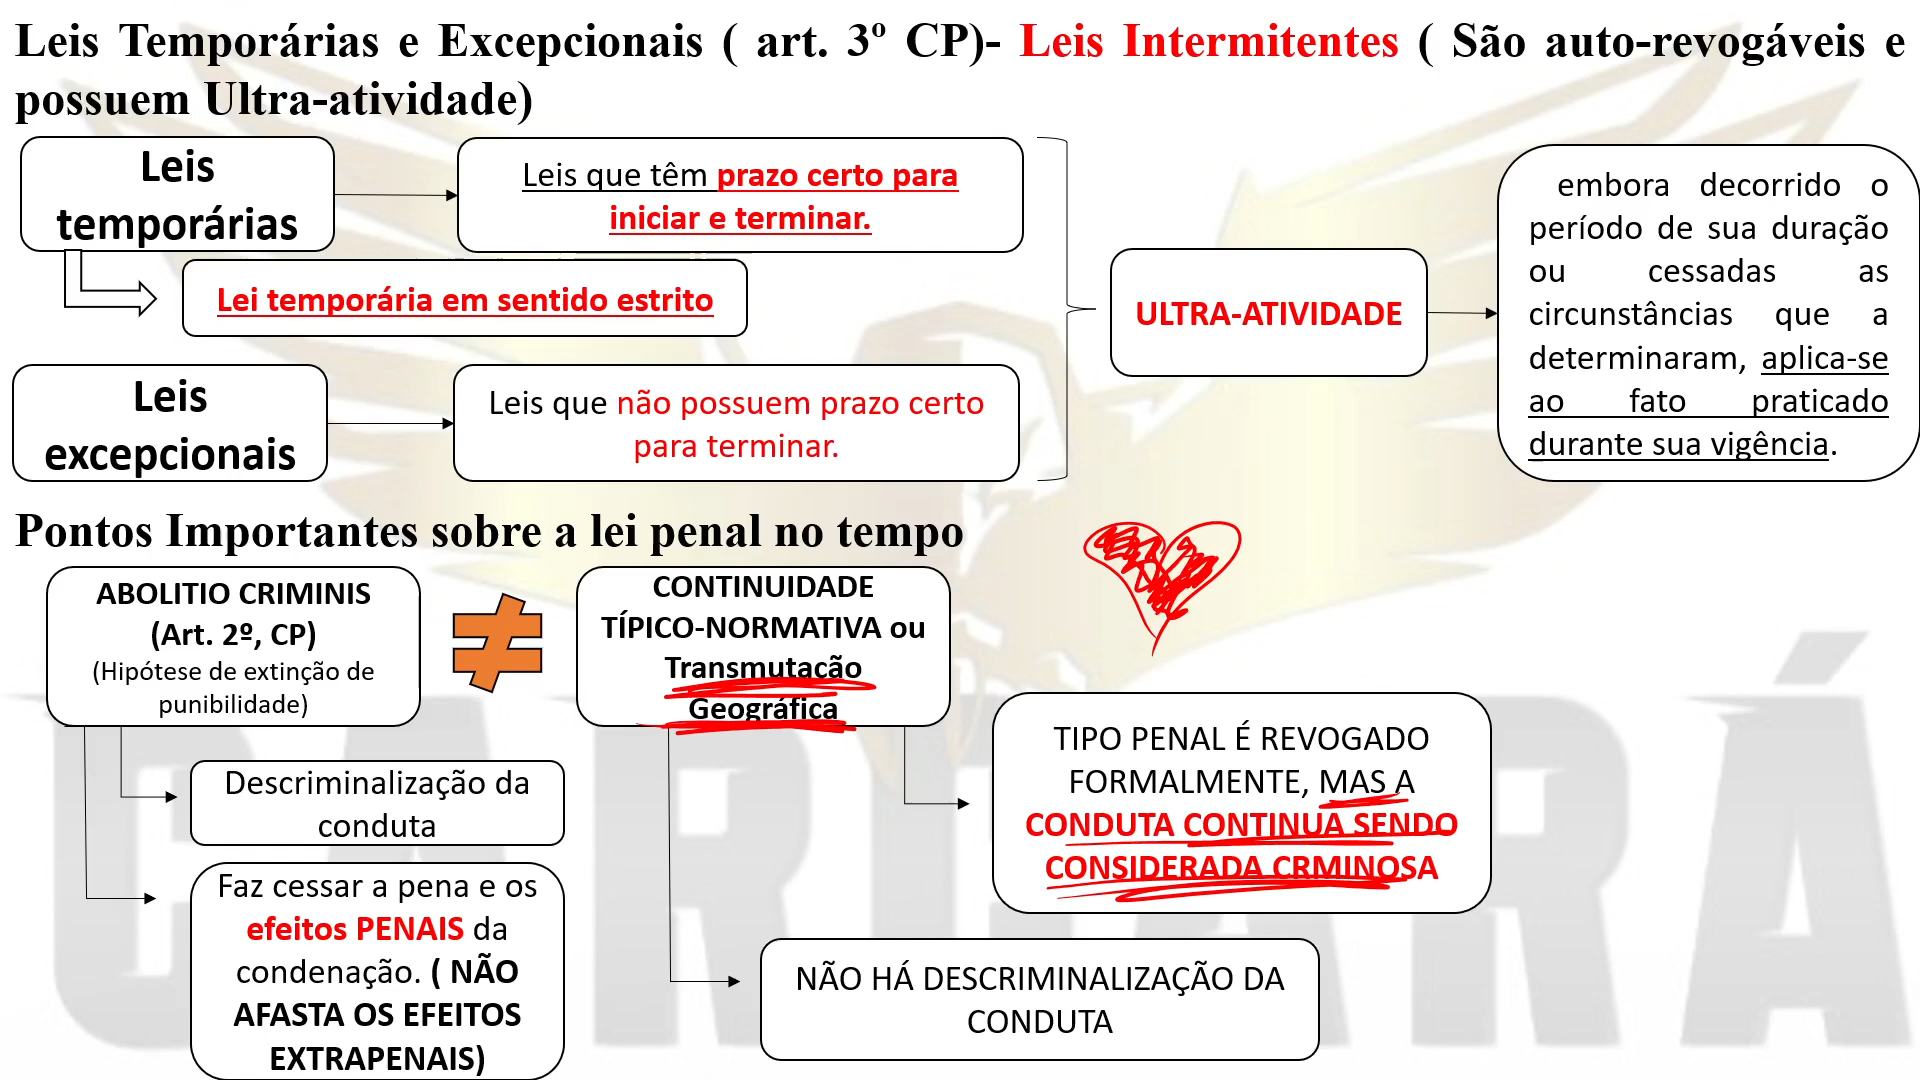 Leis Temporárias e Excepcionais ( art. 3º CP)- Leis Intermitentes ( São auto-revogáveis e
possuem Ultra-atividade)
Leis
temporárias
Leis que têm prazo certo para
iniciar e terminar.
Lei temporária em sentido estrito
Leis
excepcionais
Leis que não possuem prazo certo
para terminar.
ULTRA-ATIVIDADE
embora decorrido o
período de sua duração
ou cessadas as
circunstâncias que a
determinaram, aplica-se
ao fato praticado
durante sua vigência.
Pontos Importantes sobre a lei penal no tempo
ABOLITIO CRIMINIS
(Art. 2º, CP)
(Hipótese de extinção de
punibilidade)
CONTINUIDADE
TÍPICO-NORMATIVA ou
Transmutação
Geográfica
Descriminalização da
conduta
Faz cessar a pena e os
efeitos PENAIS da
condenação. ( NÃO
AFASTA OS EFEITOS
EXTRAPENAIS)
TIPO PENAL É REVOGADO
FORMALMENTE, MAS A
CONDUTA CONTINUA SENDO
CONSIDERADA CRMINOSA
NÃO HÁ DESCRIMINALIZAÇÃO DA
CONDUTA